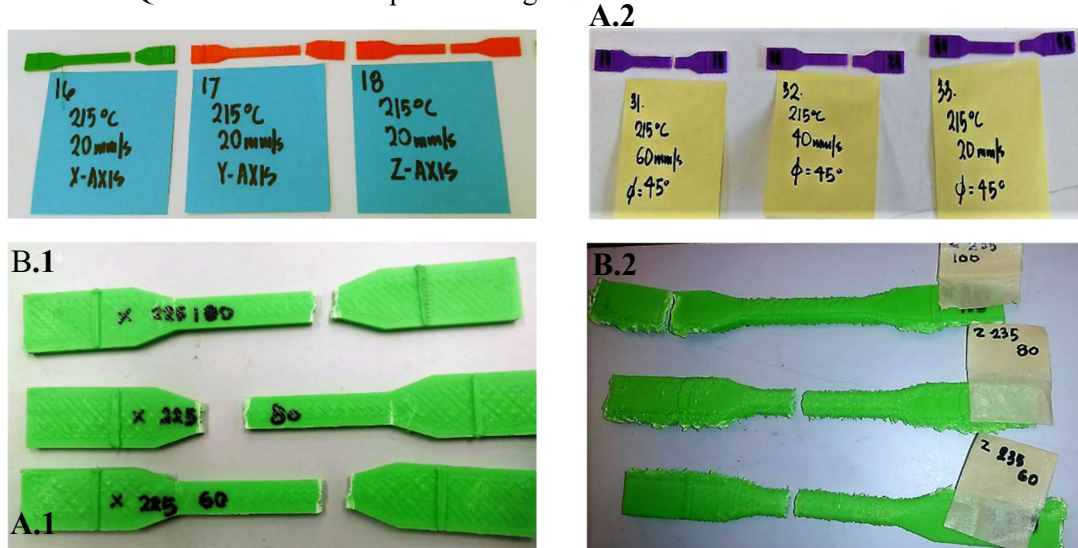 A.2
16
215°C
20mm/s
X-AXIS
17
215°C
20mm/s
Y-AXIS
18
215°C
20mm/s
Z-AXIS
31.
215°C
60mm/s
ϕ=45°
32.
215°C
40mm/s
ϕ=45°
33.
215°C
20mm/s
ϕ=45°
B.1
X 225 100
X 225 80
X 225 60
A.1
B.2
Z 235
100
Z 235
80
Z 235
60